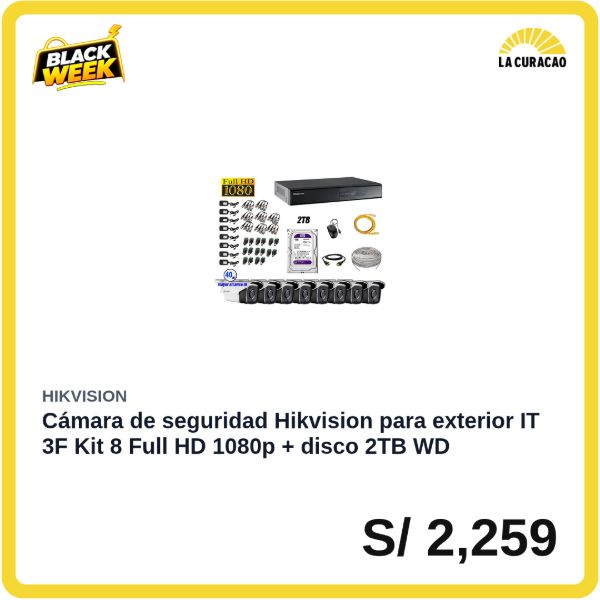 BLACK
WEEK
LA CURACAO
Full HD
1080
2TB
40
HIKVISION
Cámara de seguridad Hikvision para exterior IT
3F Kit 8 Full HD 1080p + disco 2TB WD
S/ 2,259